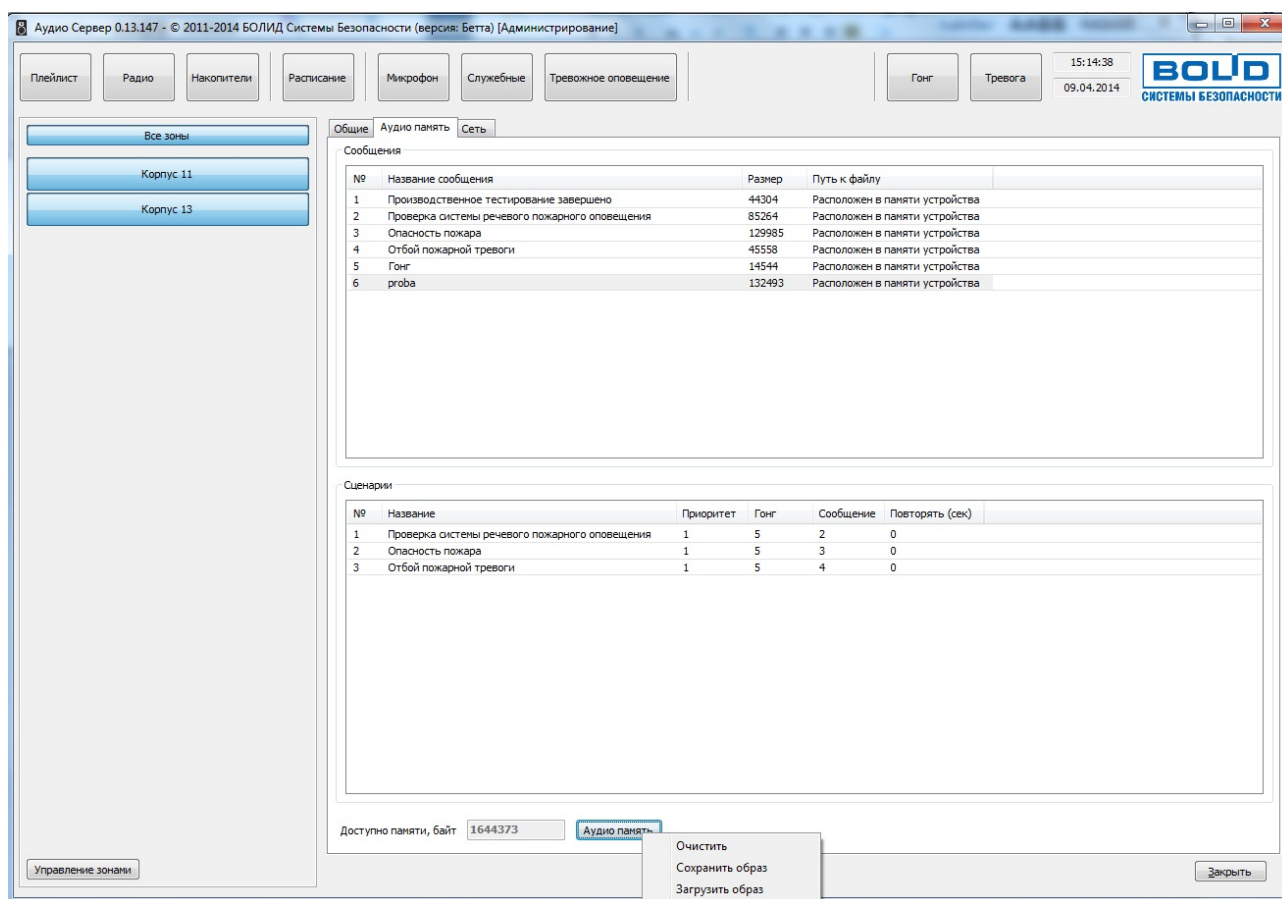 Аудио Сервер 0.13.147 - © 2011-2014 БОЛИД Системы Безопасности (версия: Бетта) [Администрирование]
Плейлист Радио Накопители Расписание Микрофон Служебные Тревожное оповещение Гонг Тревога
15:14:38
09.04.2014
BOLID
СИСТЕМЫ БЕЗОПАСНОСТИ
Все зоны
Корпус 11
Корпус 13
Общие Аудио память Сеть
Сообщения
№ Название сообщения Размер Путь к файлу
1 Производственное тестирование завершено 44304 Расположен в памяти устройства
2 Проверка системы речевого пожарного оповещения 85264 Расположен в памяти устройства
3 Опасность пожара 129985 Расположен в памяти устройства
4 Отбой пожарной тревоги 45558 Расположен в памяти устройства
5 Гонг 14544 Расположен в памяти устройства
6 proba 132493 Расположен в памяти устройства
Сценарии
№ Название Приоритет Гонг Сообщение Повторять (сек)
1 Проверка системы речевого пожарного оповещения 1 5 2 0
2 Опасность пожара 1 5 3 0
3 Отбой пожарной тревоги 1 5 4 0
Доступно памяти, байт 1644373 Аудио память
Очистить
Сохранить образ
Загрузить образ
Управление зонами
Закрыть